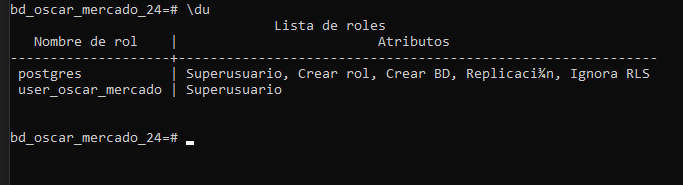 bd_oscar_mercado_24=# \du
Lista de roles
Nombre de rol | Atributos
-------------------+------------------------------------------------------------
postgres | Superusuario, Crear rol, Crear BD, Replicaci¾n, Ignora RLS
user_oscar_mercado | Superusuario
bd_oscar_mercado_24=#